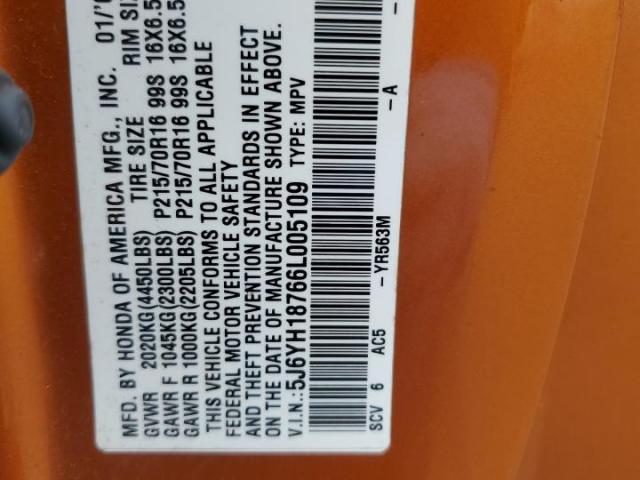 MFD. BY HONDA OF AMERICA MFG., INC. 01/
GVWR 2020KG(4450LBS) TIRE SIZE RIM SIZ
GAWR F 1045KG(2300LBS) P215/70R16 99S 16X6.5
GAWR R 1000KG(2205LBS) P215/70R16 99S 16X6.5
THIS VEHICLE CONFORMS TO ALL APPLICABLE
FEDERAL MOTOR VEHICLE SAFETY
AND THEFT PREVENTION STANDARDS IN EFFECT
ON THE DATE OF MANUFACTURE SHOWN ABOVE.
V.I.N.:5J6YH18766L005109 TYPE: MPV
SCV 6 AC5 -YR563M -A